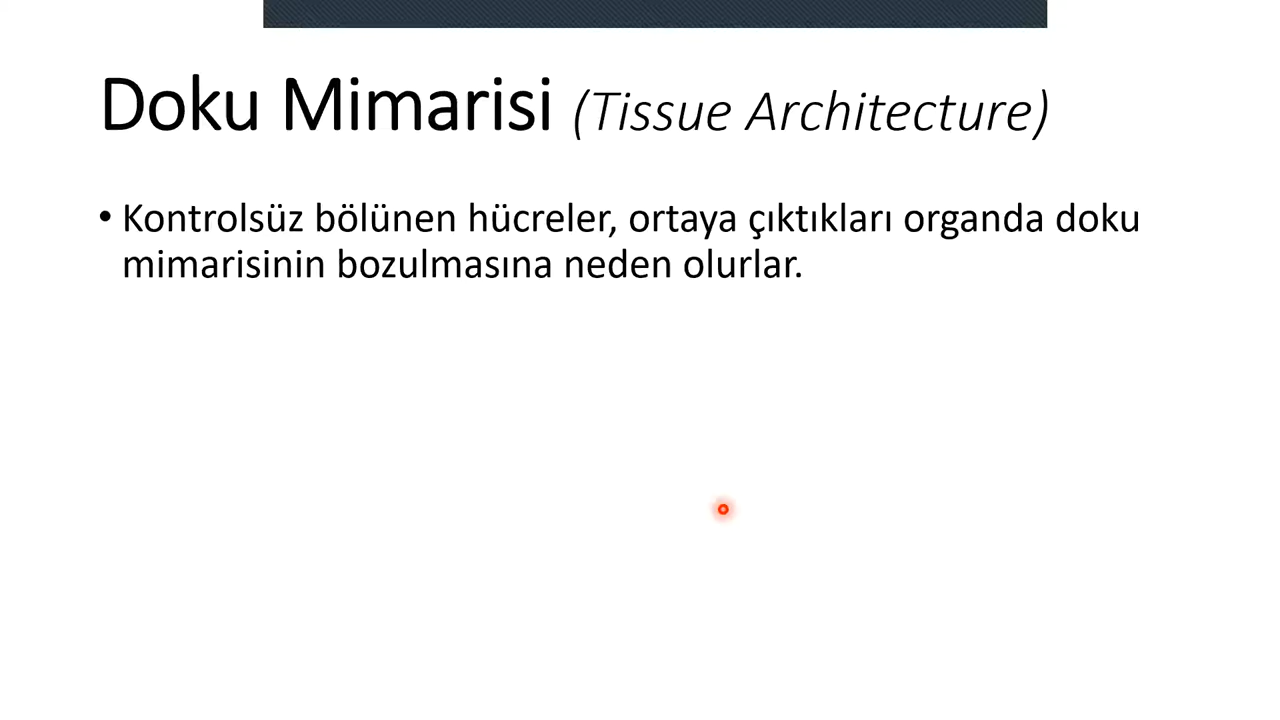 Doku Mimarisi (Tissue Architecture)
• Kontrolsüz bölünen hücreler, ortaya çıktıkları organda doku
mimarisinin bozulmasına neden olurlar.